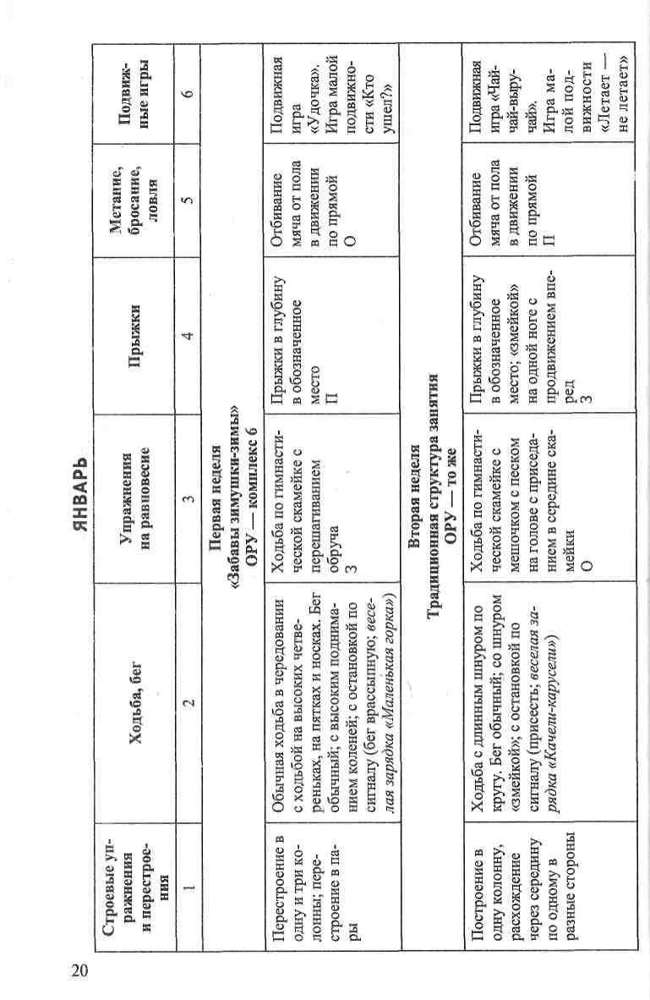 20
ЯНВАРЬ
Строевые уп-
ражнения
и перестрое-
ния
Ходьба, бег
Упражнения
на равновесие
Прыжки
Метание,
бросание,
ловля
Подвиж-
ные игры
1
2
3
4
5
6
Первая неделя
«Забавы зимушки-зимы»
ОРУ — комплекс 6
Перестроение в
одну и три ко-
лонны; пере-
строение в па-
ры
Обычная ходьба в чередовании
с ходьбой на высоких четве-
реньках, на пятках и носках. Бег
обычный; с высоким поднима-
нием коленей; с остановкой по
сигналу (бег врассыпную; весе-
лая зарядка «Маленькая горка»)
Ходьба по гимнасти-
ческой скамейке с
перешагиванием
обруча
З
Прыжки в глубину
в обозначенное
место
П
Отбивание
мяча от пола
в движении
по прямой
О
Подвижная
игра
«Удочка».
Игра малой
подвижно-
сти «Кто
ушел?»
Вторая неделя
Традиционная структура занятия
ОРУ — то же
Построение в
одну колонну,
расхождение
через середину
по одному в
разные стороны
Ходьба с длинным шнуром по
кругу. Бег обычный; со шнуром
«змейкой»; с остановкой по
сигналу (присесть; веселая за-
рядка «Качели-карусели»)
Ходьба по гимнасти-
ческой скамейке с
мешочком с песком
на голове с приседа-
нием в середине ска-
мейки
О
Прыжки в глубину
в обозначенное
место; «змейкой»
на одной ноге с
продвижением впе-
ред
З
Отбивание
мяча от пола
в движении
по прямой
П
Подвижная
игра «Чай-
чай-выру-
чай».
Игра ма-
лой под-
вижности
«Летает —
не летает»